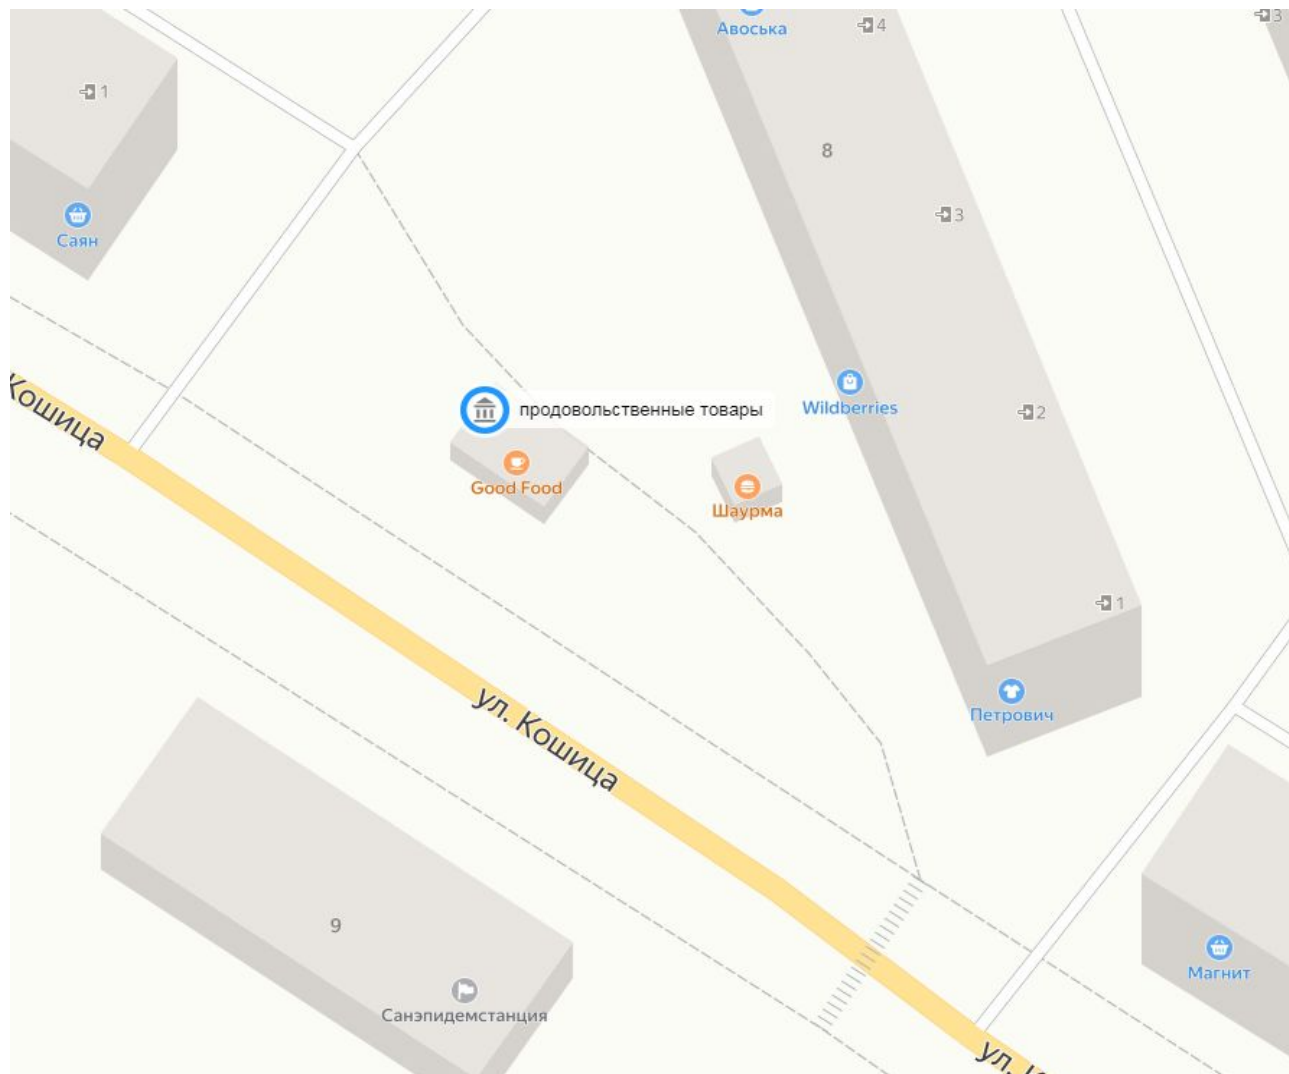 Авоська
4
3
1
8
3
Саян
Wildberries
продовольственные товары
2
Good Food
Шаурма
Кошица
1
Петрович
ул. Кошица
9
Магнит
Санэпидемстанция